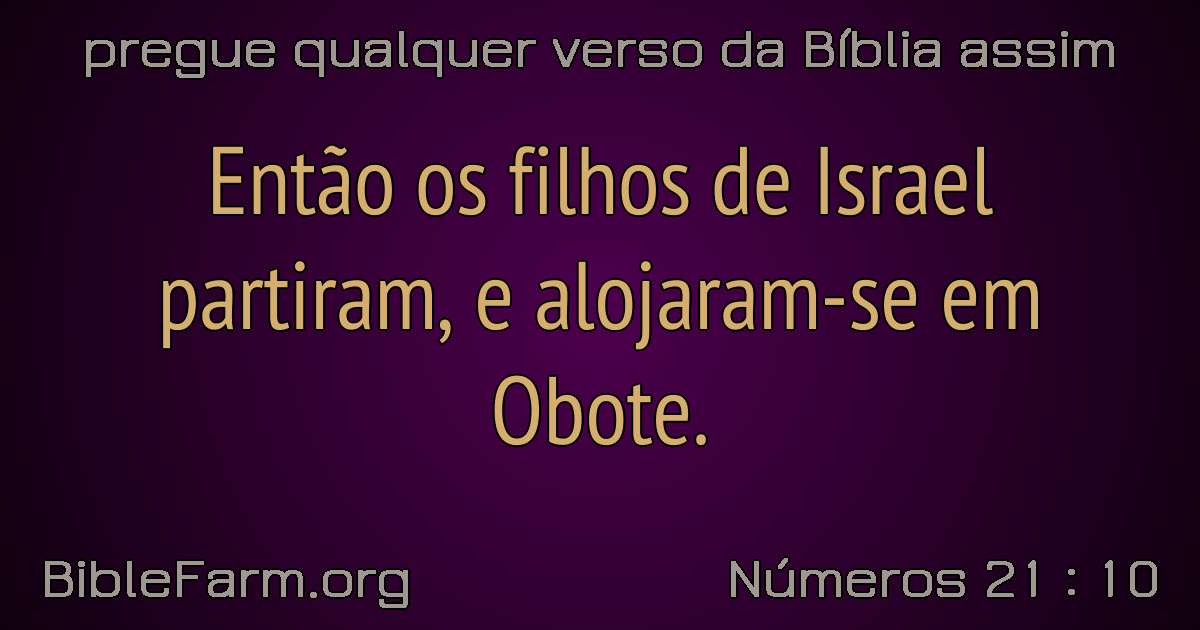 pregue qualquer verso da Bíblia assim
Então os filhos de Israel
partiram, e alojaram-se em
Obote.
BibleFarm.org
Números 21 : 10